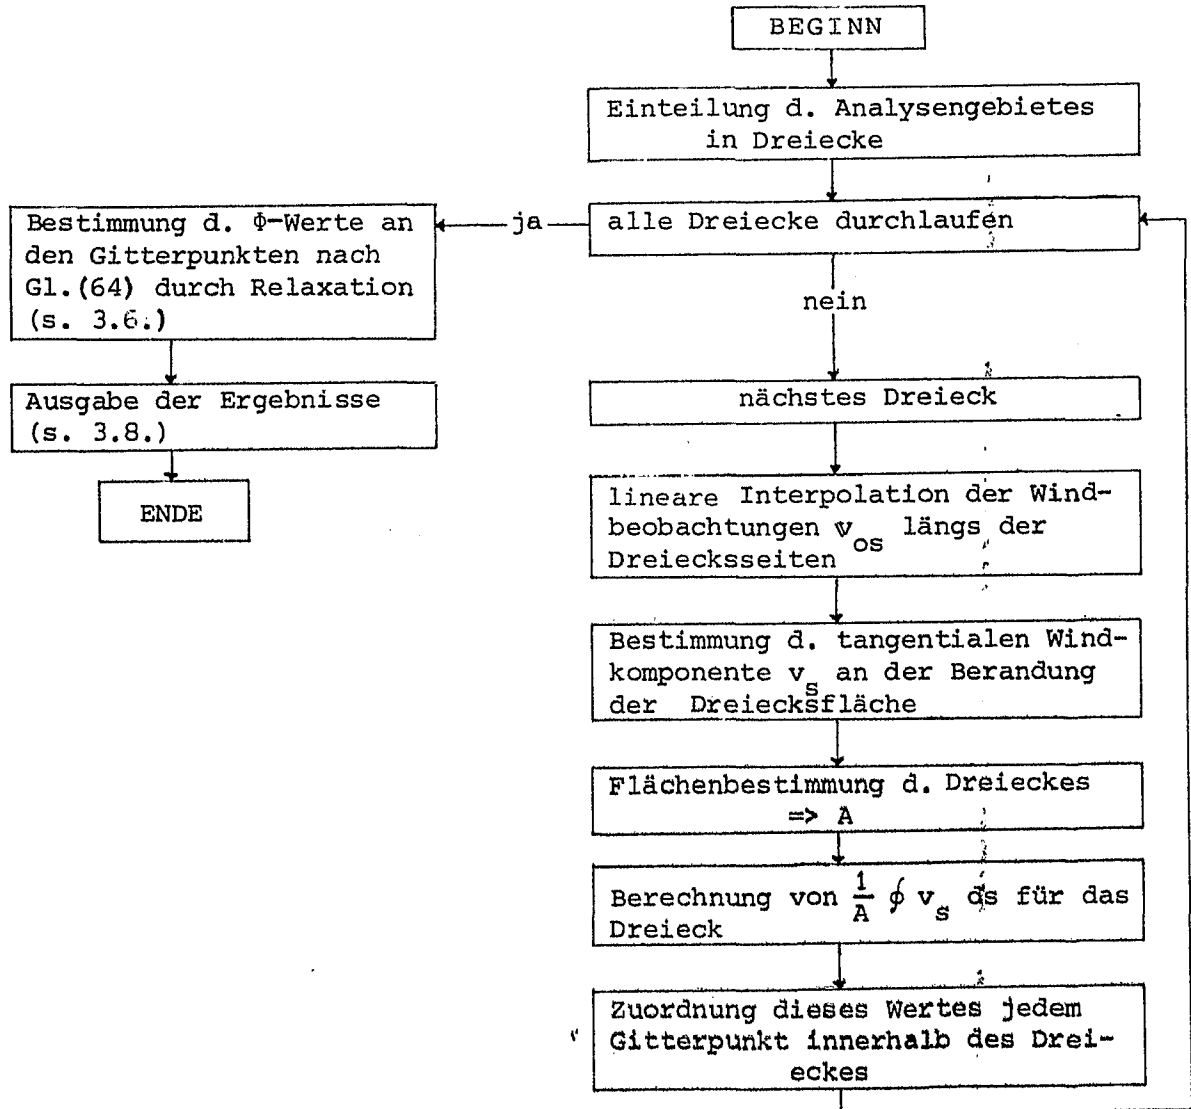 BEGINN
Einteilung d. Analysengebietes
in Dreiecke
alle Dreiecke durchlaufen
ja
Bestimmung d. Φ-Werte an
den Gitterpunkten nach
Gl.(64) durch Relaxation
(s. 3.6.)
Ausgabe der Ergebnisse
(s. 3.8.)
ENDE
nein
nächstes Dreieck
lineare Interpolation der Wind-
beobachtungen 𝕧_os längs der
Dreiecksseiten
Bestimmung d. tangentialen Wind-
komponente v_s an der Berandung
der Dreiecksfläche
Flächenbestimmung d. Dreieckes
=> A
Berechnung von 1/A ∮ v_s ds für das
Dreieck
Zuordnung dieses Wertes jedem
Gitterpunkt innerhalb des Drei-
eckes